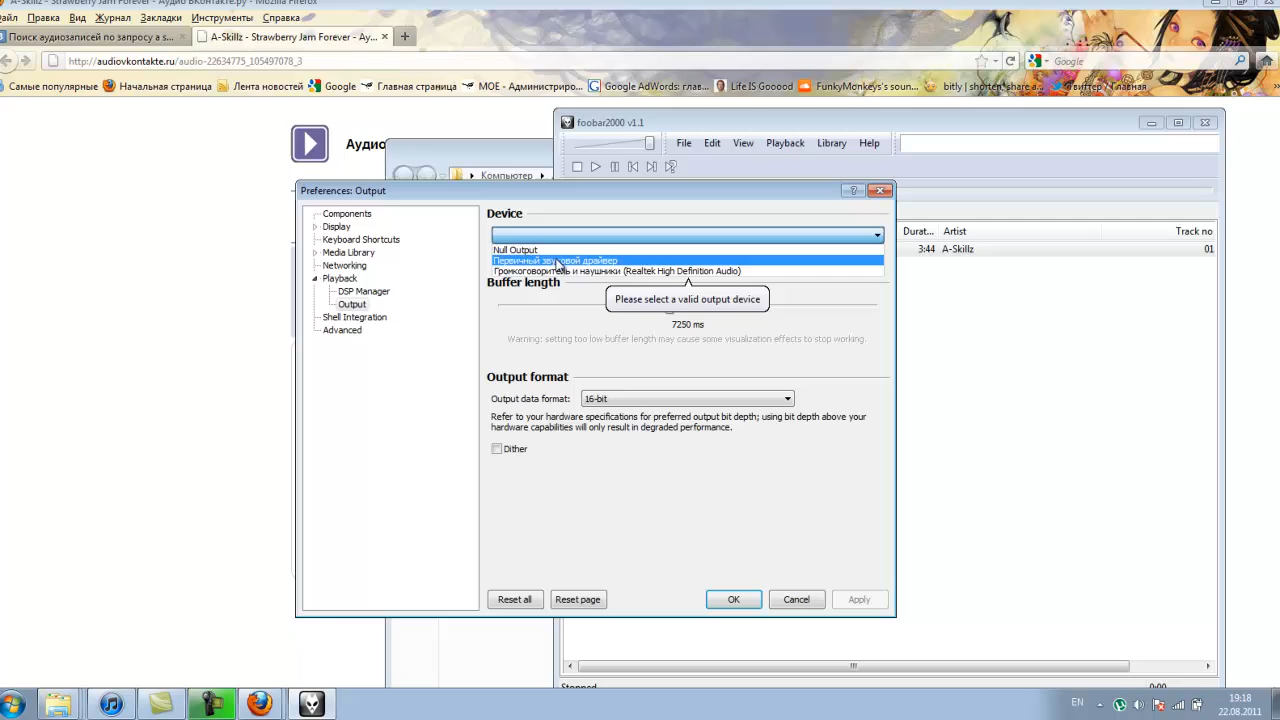 A-Skillz - Strawberry Jam Forever - Аудио ВКонтакте.ру - Mozilla Firefox
Файл Правка Вид Журнал Закладки Инструменты Справка
Поиск аудиозаписей по запросу a s...
A-Skillz - Strawberry Jam Forever - Ау...
http://audiovkontakte.ru/audio-22634775_105497078_3
Google
Самые популярные Начальная страница Лента новостей Google Главная страница МОЕ - Администриро... Google AdWords: глав... Life IS Gooood FunkyMonkeys's soun... bitly | shorten, share a... Твиттер / Главная
Аудио
foobar2000 v1.1
File Edit View Playback Library Help
Компьютер
Preferences: Output
Components
Display
Keyboard Shortcuts
Media Library
Networking
Playback
DSP Manager
Output
Shell Integration
Advanced
Device
Null Output
Первичный звуковой драйвер
Громкоговоритель и наушники (Realtek High Definition Audio)
Buffer length
Please select a valid output device
7250 ms
Warning: setting too low buffer length may cause some visualization effects to stop working.
Output format
Output data format: 16-bit
Refer to your hardware specifications for preferred output bit depth; using bit depth above your
hardware capabilities will only result in degraded performance.
Dither
Reset all Reset page OK Cancel Apply
Durat... Artist Track no
3:44 A-Skillz 01
Stopped 0:00
EN
19:18
22.08.2011